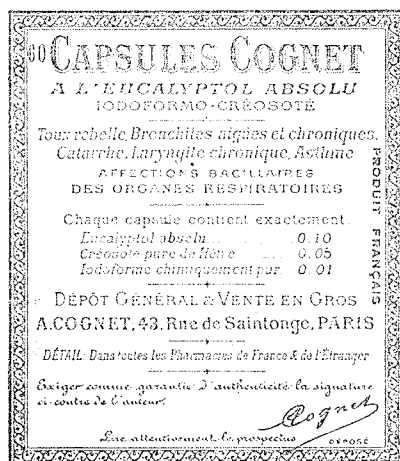 60 CAPSULES COGNET
A L'EUCALYPTOL ABSOLU
IODOFORMO-CRÉOSOTÉ
Toux rebelle, Bronchites aiguës et chroniques,
Catarrhe, Laryngite chronique, Asthme
AFFECTIONS BACILLAIRES
DES ORGANES RESPIRATOIRES
PRODUIT FRANÇAIS
Chaque capsule contient exactement:
Eucalyptol absolu..... 0.10
Créosote pure de Hêtre . 0.05
Iodoforme chimiquement pur. 0.01
DÉPÔT GÉNÉRAL & VENTE EN GROS
A. COGNET, 43, Rue de Saintonge, PARIS
DÉTAIL: Dans toutes les Pharmacies de France & de l'Étranger
Exiger comme garantie d'authenticité la signature
ci-contre de l'auteur.
Cognet
Lire attentivement le prospectus
DÉPOSÉ